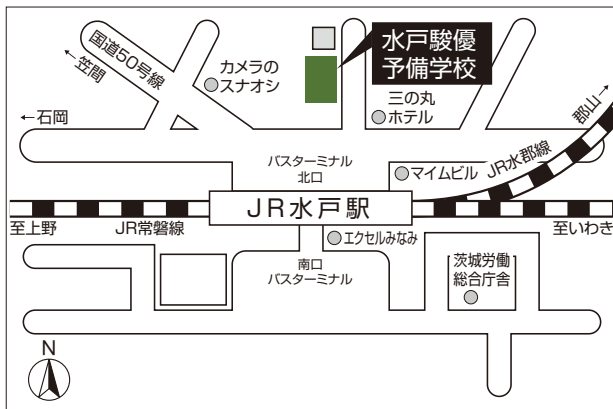 国道50号線
←笠間
←石岡
カメラの
スナオシ
水戸駿優
予備学校
三の丸
ホテル
郡山→
バスターミナル
北口
マイムビル
JR水郡線
JR水戸駅
至上野
JR常磐線
至いわき
エクセルみなみ
南口
バスターミナル
茨城労働
総合庁舎
N